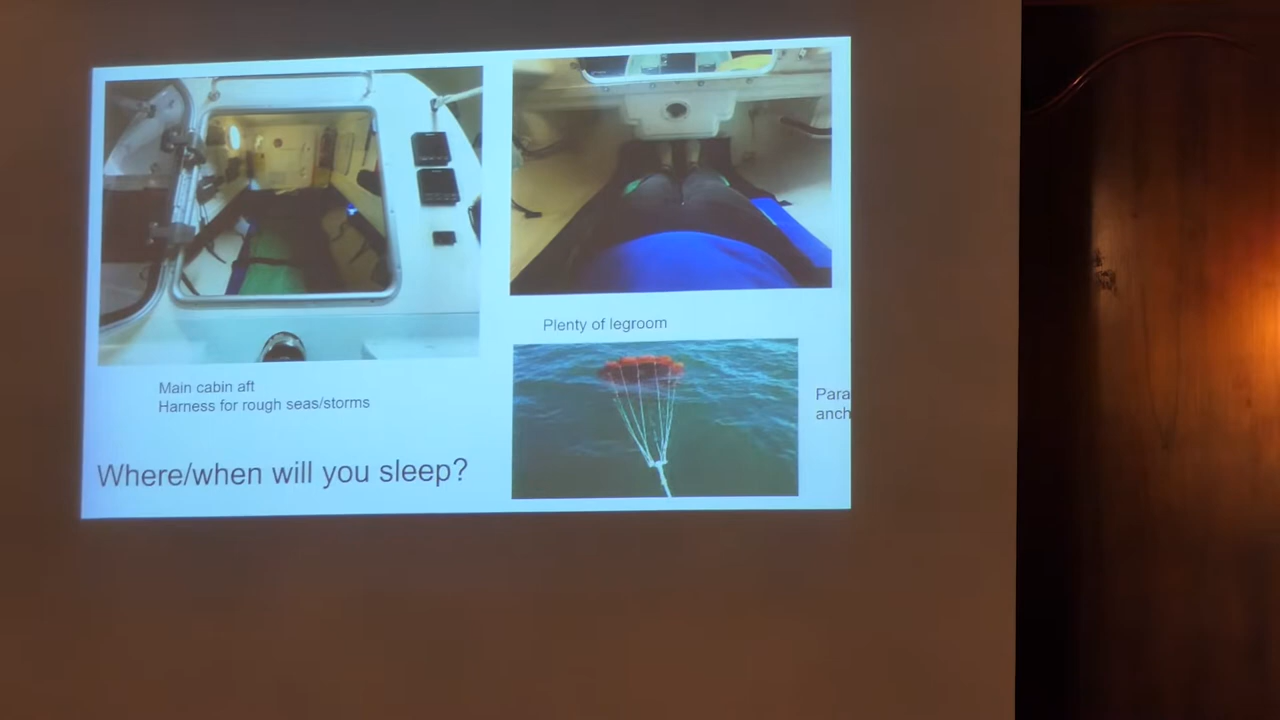 Plenty of legroom
Main cabin aft
Harness for rough seas/storms
Para
anch
Where/when will you sleep?